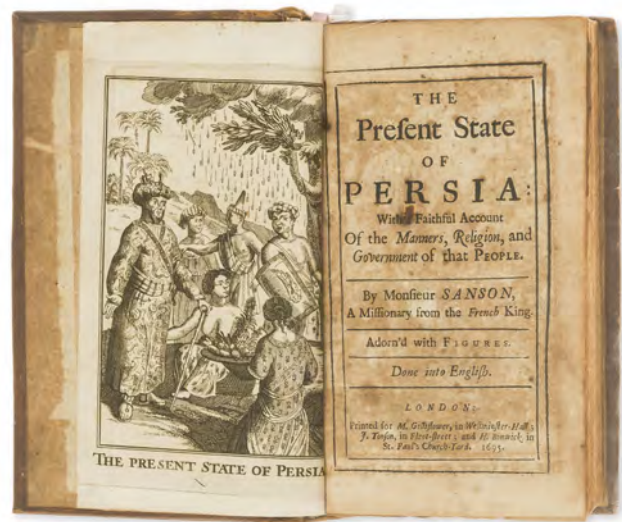 THE PRESENT STATE OF PERSIA
THE
Preſent State
OF
PERSIA:
With a Faithful Account
Of the Manners, Religion, and
Government of that PEOPLE.
By Monſieur SANSON,
A Miſſionary from the French King.
Adorn'd with FIGURES.
Done into Engliſh.
LONDON:
Printed for M. Gilliflower, in Weſtminſter-Hall;
J. Tonſon, in Fleet-ſtreet; and H. Bonwick in
St. Paul's Church-Yard. 1695.